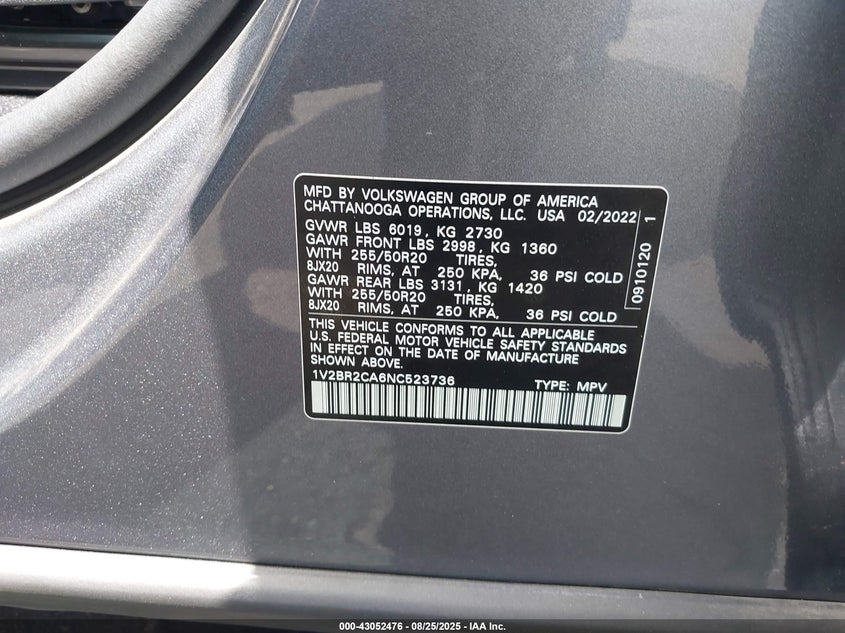 MFD BY VOLKSWAGEN GROUP OF AMERICA
CHATTANOOGA OPERATIONS, LLC. USA 02/2022
GVWR LBS 6019, KG 2730
GAWR FRONT LBS 2998, KG 1360
WITH 255/50R20 TIRES,
8JX20 RIMS, AT 250 KPA, 36 PSI COLD
GAWR REAR LBS 3131, KG 1420
WITH 255/50R20 TIRES,
8JX20 RIMS, AT 250 KPA, 36 PSI COLD
0910120 1
THIS VEHICLE CONFORMS TO ALL APPLICABLE
U.S. FEDERAL MOTOR VEHICLE SAFETY STANDARDS
IN EFFECT ON THE DATE OF MANUFACTURE
SHOWN ABOVE.
1V2BR2CA6NC523736 TYPE: MPV
000-43052476 - 08/25/2025 - IAA Inc.